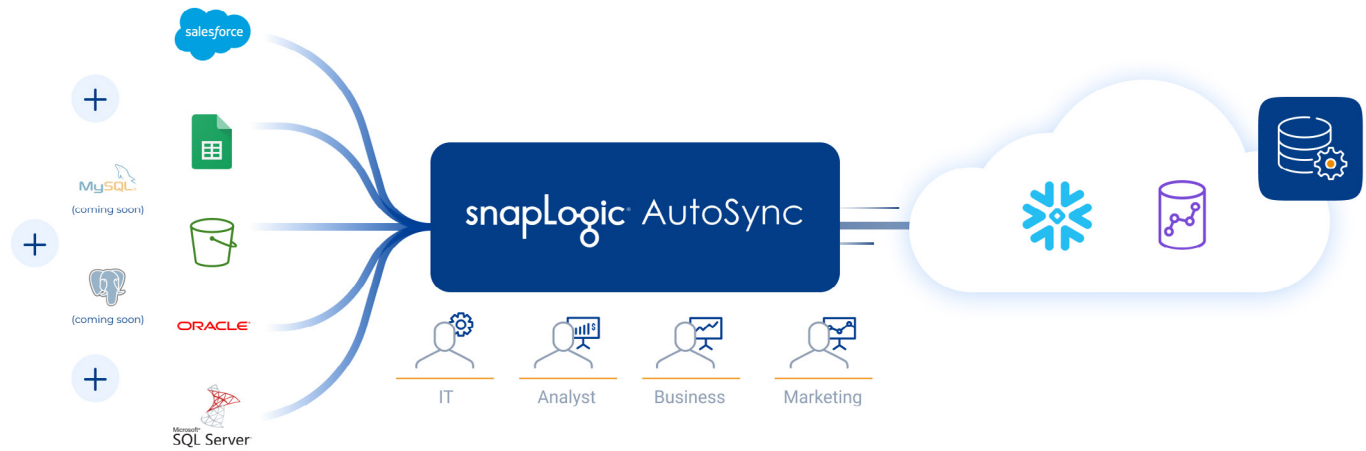 salesforce
MySQL
(coming soon)
(coming soon)
ORACLE
Microsoft
SQL Server
snapLogic AutoSync
IT
Analyst
Business
Marketing